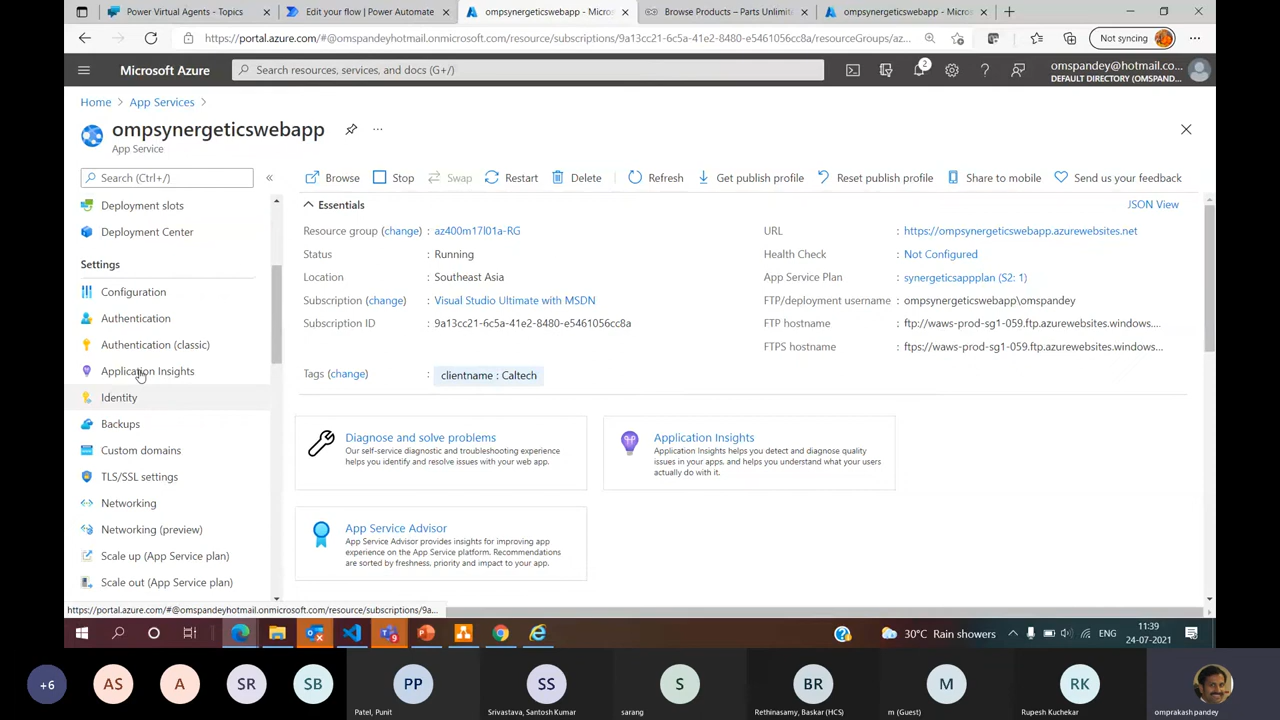 Power Virtual Agents - Topics
Edit your flow | Power Automate
ompsynergeticswebapp - Micros
Browse Products – Parts Unlimit
ompsynergeticswebapp - Micros
https://portal.azure.com/#@omspandeyhotmail.onmicrosoft.com/resource/subscriptions/9a13cc21-6c5a-41e2-8480-e5461056cc8a/resourceGroups/az...
Not syncing
Microsoft Azure
Search resources, services, and docs (G+/)
2
omspandey@hotmail.co...
DEFAULT DIRECTORY (OMSPAND...
Home > App Services >
ompsynergeticswebapp
App Service
Search (Ctrl+/)
Browse
Stop
Swap
Restart
Delete
Refresh
Get publish profile
Reset publish profile
Share to mobile
Send us your feedback
Deployment slots
Deployment Center
Settings
Configuration
Authentication
Authentication (classic)
Application Insights
Identity
Backups
Custom domains
TLS/SSL settings
Networking
Networking (preview)
Scale up (App Service plan)
Scale out (App Service plan)
Essentials
JSON View
Resource group (change) : az400m17l01a-RG
Status : Running
Location : Southeast Asia
Subscription (change) : Visual Studio Ultimate with MSDN
Subscription ID : 9a13cc21-6c5a-41e2-8480-e5461056cc8a
Tags (change) : clientname : Caltech
URL : https://ompsynergeticswebapp.azurewebsites.net
Health Check : Not Configured
App Service Plan : synergeticsappplan (S2: 1)
FTP/deployment username : ompsynergeticswebapp\omspandey
FTP hostname : ftp://waws-prod-sg1-059.ftp.azurewebsites.windows....
FTPS hostname : ftps://waws-prod-sg1-059.ftp.azurewebsites.windows...
Diagnose and solve problems
Our self-service diagnostic and troubleshooting experience
helps you identify and resolve issues with your web app.
Application Insights
Application Insights helps you detect and diagnose quality
issues in your apps, and helps you understand what your users
actually do with it.
App Service Advisor
App Service Advisor provides insights for improving app
experience on the App Service platform. Recommendations
are sorted by freshness, priority and impact to your app.
https://portal.azure.com/#@omspandeyhotmail.onmicrosoft.com/resource/subscriptions/9a...
30°C Rain showers
ENG
11:39
24-07-2021
+6
AS
A
SR
SB
PP
Patel, Punit
SS
Srivastava, Santosh Kumar
S
sarang
BR
Rethinasamy, Baskar (HCS)
M
m (Guest)
RK
Rupesh Kuchekar
omprakash pandey